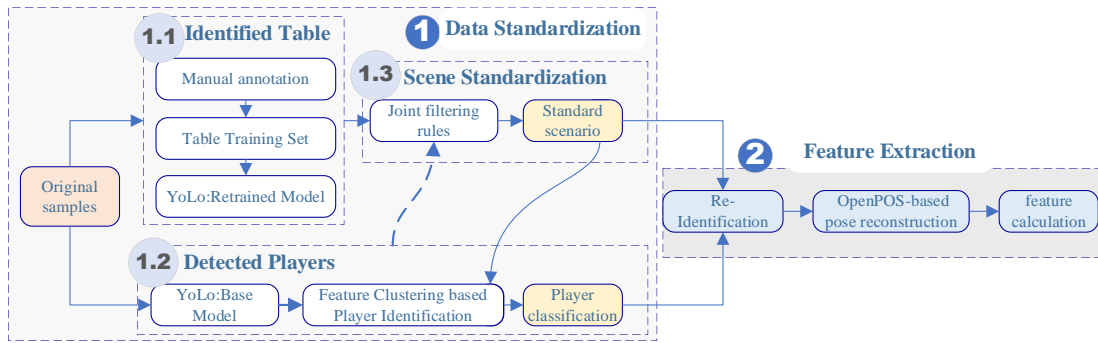 1 Data Standardization
1.1 Identified Table
Manual annotation
Table Training Set
YoLo:Retrained Model
1.3 Scene Standardization
Joint filtering
rules
Standard
scenario
Original
samples
1.2 Detected Players
YoLo:Base
Model
Feature Clustering based
Player Identification
Player
classification
2 Feature Extraction
Re-
Identification
OpenPOS-based
pose reconstruction
feature
calculation